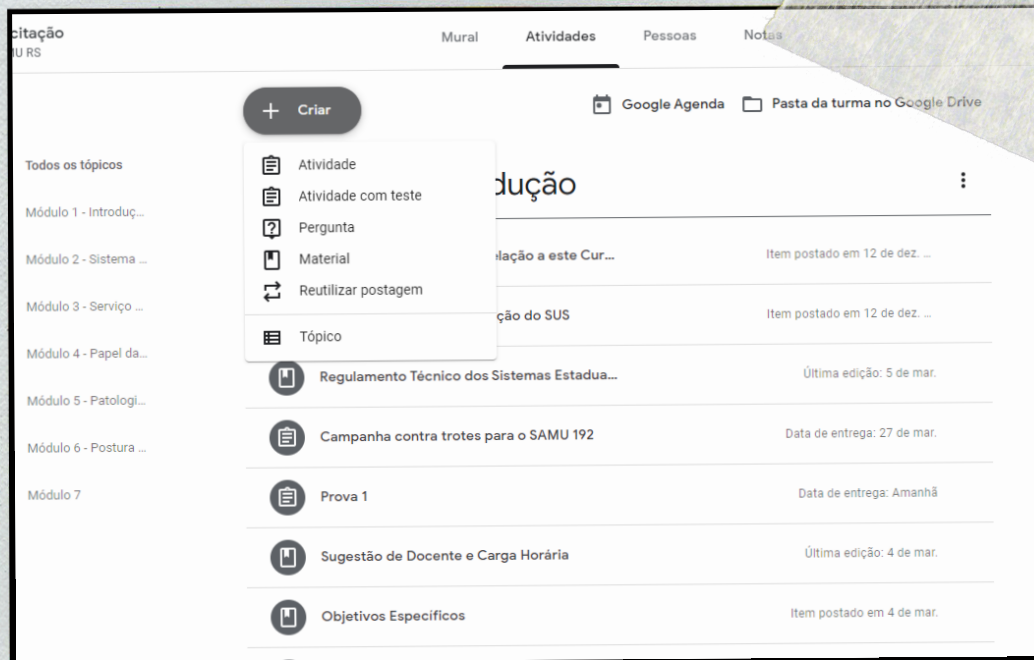 citação
MU RS
Mural
Atividades
Pessoas
Notas
Criar
Google Agenda
Pasta da turma no Google Drive
Atividade
Atividade com teste
Pergunta
Material
Reutilizar postagem
Tópico
Todos os tópicos
Módulo 1 - Introduç...
Módulo 2 - Sistema ...
Módulo 3 - Serviço ...
Módulo 4 - Papel da...
Módulo 5 - Patologi...
Módulo 6 - Postura ...
Módulo 7
dução
elação a este Cur...
Item postado em 12 de dez. ...
ção do SUS
Item postado em 12 de dez. ...
Regulamento Técnico dos Sistemas Estadua...
Última edição: 5 de mar.
Campanha contra trotes para o SAMU 192
Data de entrega: 27 de mar.
Prova 1
Data de entrega: Amanhã
Sugestão de Docente e Carga Horária
Última edição: 4 de mar.
Objetivos Específicos
Item postado em 4 de mar.